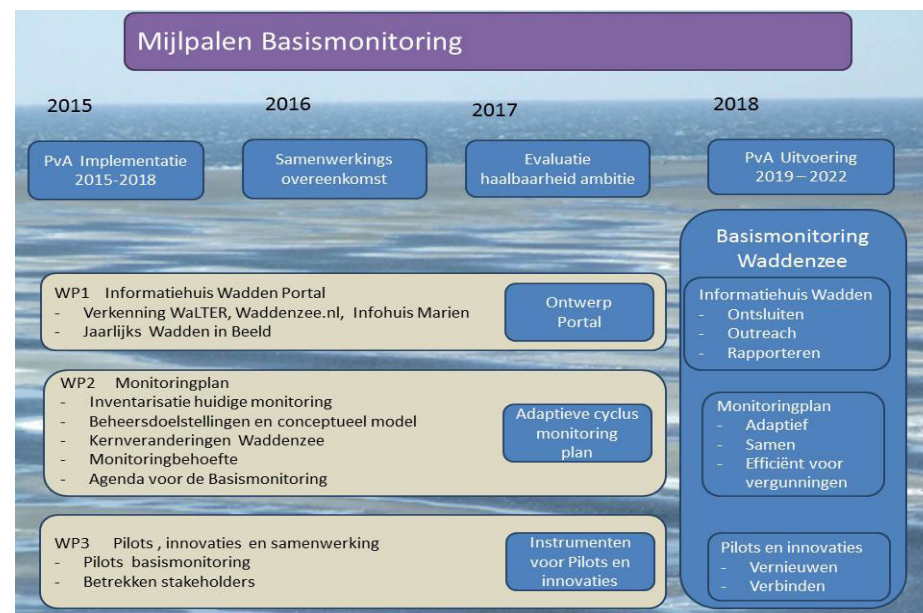 Mijlpalen Basismonitoring
2015
2016
2017
2018
PvA Implementatie
2015-2018
Samenwerkings
overeenkomst
Evaluatie
haalbaarheid ambitie
PvA Uitvoering
2019 – 2022
WP1 Informatiehuis Wadden Portal
- Verkenning WaLTER, Waddenzee.nl, Infohuis Marien
- Jaarlijks Wadden in Beeld
Ontwerp
Portal
WP2 Monitoringplan
- Inventarisatie huidige monitoring
- Beheersdoelstellingen en conceptueel model
- Kernveranderingen Waddenzee
- Monitoringbehoefte
- Agenda voor de Basismonitoring
Adaptieve cyclus
monitoring
plan
WP3 Pilots , innovaties en samenwerking
- Pilots basismonitoring
- Betrekken stakeholders
Instrumenten
voor Pilots en
innovaties
Basismonitoring
Waddenzee
Informatiehuis Wadden
- Ontsluiten
- Outreach
- Rapporteren
Monitoringplan
- Adaptief
- Samen
- Efficiënt voor
vergunningen
Pilots en innovaties
- Vernieuwen
- Verbinden